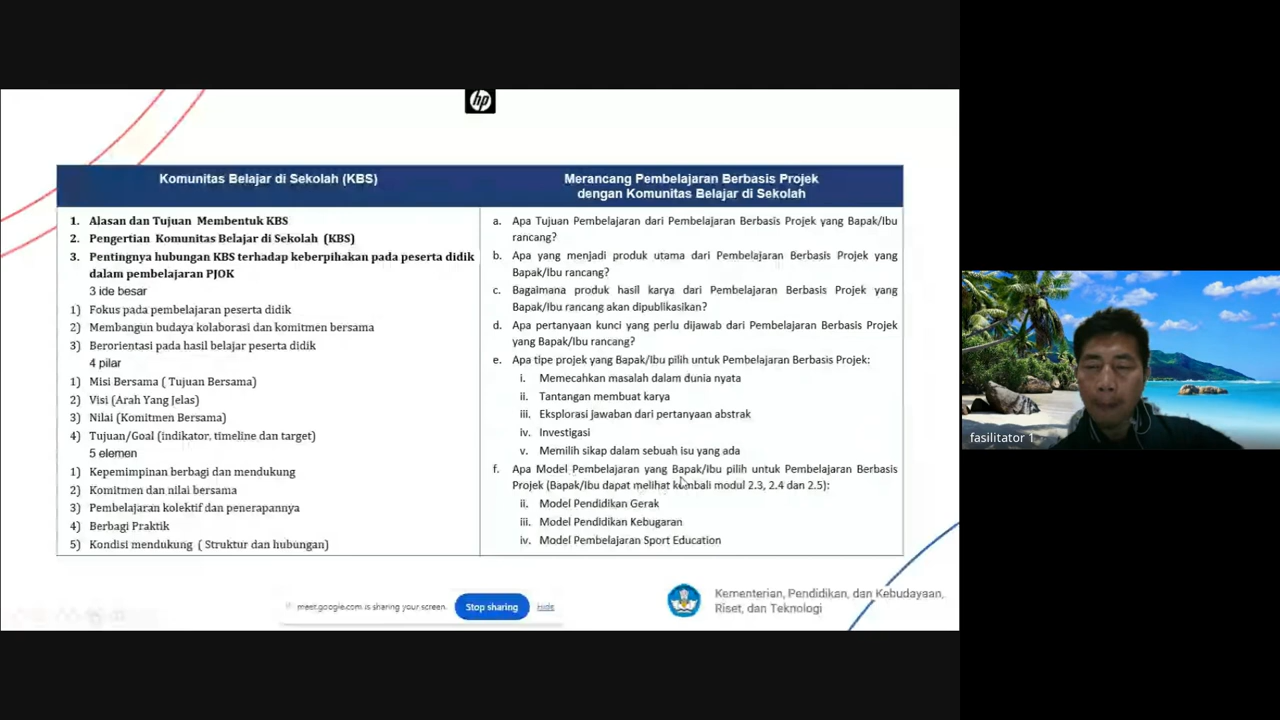 hp
Komunitas Belajar di Sekolah (KBS)
1. Alasan dan Tujuan Membentuk KBS
2. Pengertian Komunitas Belajar di Sekolah (KBS)
3. Pentingnya hubungan KBS terhadap keberpihakan pada peserta didik
dalam pembelajaran PJOK
3 ide besar
1) Fokus pada pembelajaran peserta didik
2) Membangun budaya kolaborasi dan komitmen bersama
3) Berorientasi pada hasil belajar peserta didik
4 pilar
1) Misi Bersama ( Tujuan Bersama)
2) Visi (Arah Yang Jelas)
3) Nilai (Komitmen Bersama)
4) Tujuan/Goal (indikator, timeline dan target)
5 elemen
1) Kepemimpinan berbagi dan mendukung
2) Komitmen dan nilai bersama
3) Pembelajaran kolektif dan penerapannya
4) Berbagi Praktik
5) Kondisi mendukung ( Struktur dan hubungan)
Merancang Pembelajaran Berbasis Projek
dengan Komunitas Belajar di Sekolah
a. Apa Tujuan Pembelajaran dari Pembelajaran Berbasis Projek yang Bapak/Ibu
rancang?
b. Apa yang menjadi produk utama dari Pembelajaran Berbasis Projek yang
Bapak/Ibu rancang?
c. Bagaimana produk hasil karya dari Pembelajaran Berbasis Projek yang
Bapak/Ibu rancang akan dipublikasikan?
d. Apa pertanyaan kunci yang perlu dijawab dari Pembelajaran Berbasis Projek
yang Bapak/Ibu rancang?
e. Apa tipe projek yang Bapak/Ibu pilih untuk Pembelajaran Berbasis Projek:
i. Memecahkan masalah dalam dunia nyata
ii. Tantangan membuat karya
iii. Eksplorasi jawaban dari pertanyaan abstrak
iv. Investigasi
v. Memilih sikap dalam sebuah isu yang ada
f. Apa Model Pembelajaran yang Bapak/Ibu pilih untuk Pembelajaran Berbasis
Projek (Bapak/Ibu dapat melihat kembali modul 2.3, 2.4 dan 2.5):
ii. Model Pendidikan Gerak
iii. Model Pendidikan Kebugaran
iv. Model Pembelajaran Sport Education
meet.google.com is sharing your screen.
Stop sharing
Hide
Kementerian, Pendidikan, dan Kebudayaan,
Riset, dan Teknologi
fasilitator 1